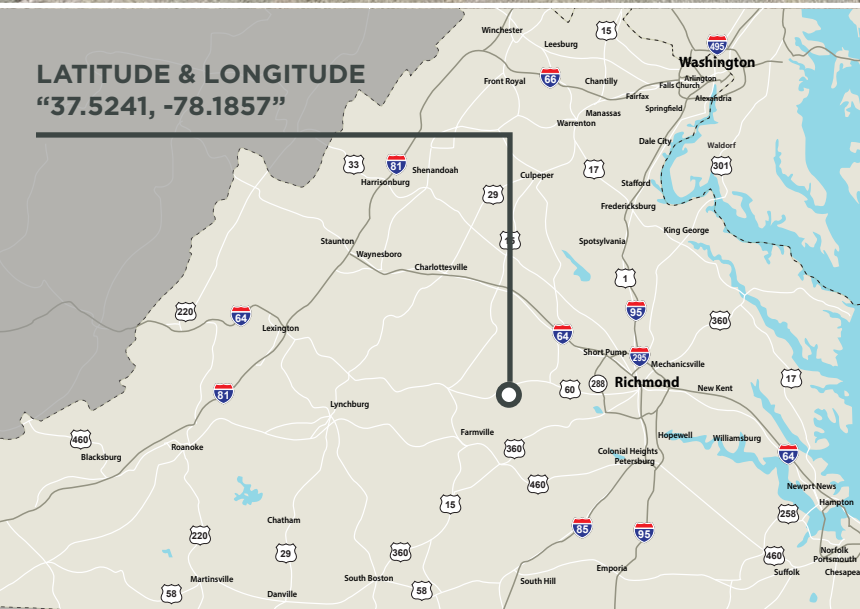 LATITUDE & LONGITUDE
“37.5241, -78.1857”
Winchester
Leesburg
15
495
Washington
Front Royal
66
Chantilly
Arlington
Falls Church
Fairfax
Alexandria
Manassas
Springfield
Warrenton
Dale City
Waldorf
33
81
Shenandoah
Harrisonburg
Culpeper
17
301
Stafford
29
Fredericksburg
King George
Staunton
15
Spotsylvania
Waynesboro
Charlottesville
1
220
64
Lexington
95
360
64
Short Pump
295
Mechanicsville
81
60
288
Richmond
New Kent
17
Lynchburg
Farmville
460
Blacksburg
Roanoke
360
Hopewell
Williamsburg
Colonial Heights
Petersburg
64
460
Newprt News
Hampton
15
258
Chatham
220
29
360
85
95
460
Norfolk
Portsmouth
Martinsville
South Boston
South Hill
Emporia
Suffolk
Chesapea
58
Danville
58